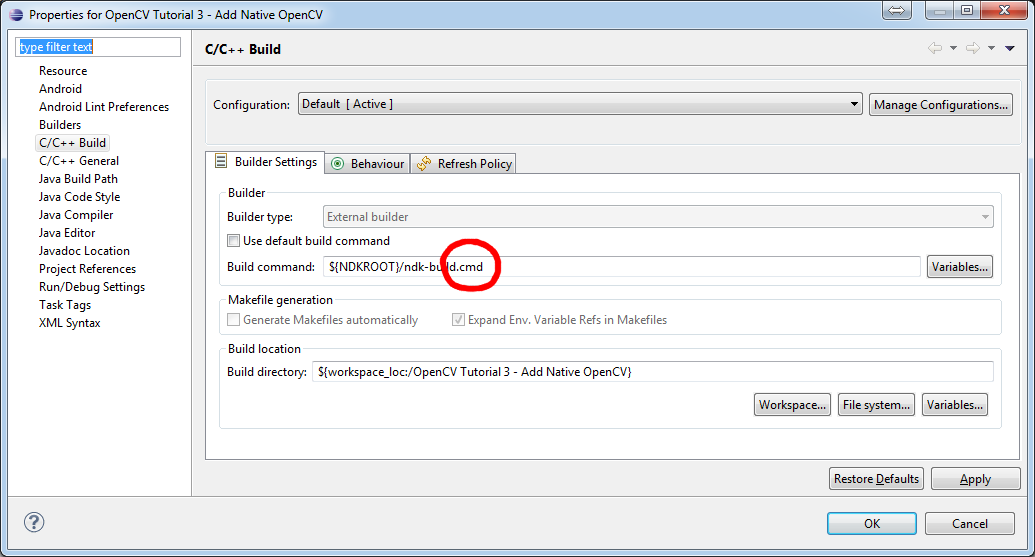 Properties for OpenCV Tutorial 3 - Add Native OpenCV
type filter text
Resource
Android
Android Lint Preferences
Builders
C/C++ Build
C/C++ General
Java Build Path
Java Code Style
Java Compiler
Java Editor
Javadoc Location
Project References
Run/Debug Settings
Task Tags
XML Syntax
C/C++ Build
Configuration: Default [ Active ] Manage Configurations...
Builder Settings Behaviour Refresh Policy
Builder
Builder type: External builder
Use default build command
Build command: ${NDKROOT}/ndk-build.cmd Variables...
Makefile generation
Generate Makefiles automatically Expand Env. Variable Refs in Makefiles
Build location
Build directory: ${workspace_loc:/OpenCV Tutorial 3 - Add Native OpenCV}
Workspace... File system... Variables...
Restore Defaults Apply
OK Cancel